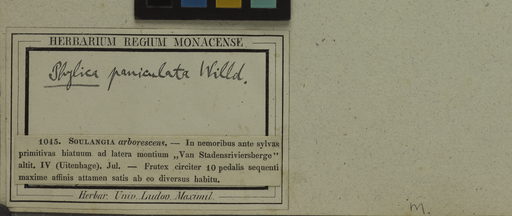 HERBARIUM REGIUM MONACENSE
Phylica paniculata Willd.
1045. SOULANGIA arborescens. — In nemoribus ante sylvas
primitivas hiatuum ad latera montium „Van Stadensriviersberge"
altit. IV (Uitenhage). Jul. — Frutex circiter 10 pedalis sequenti
maxime affinis attamen satis ab eo diversus habitu.
Herbar. Univ. Ludov. Maximil.
m.